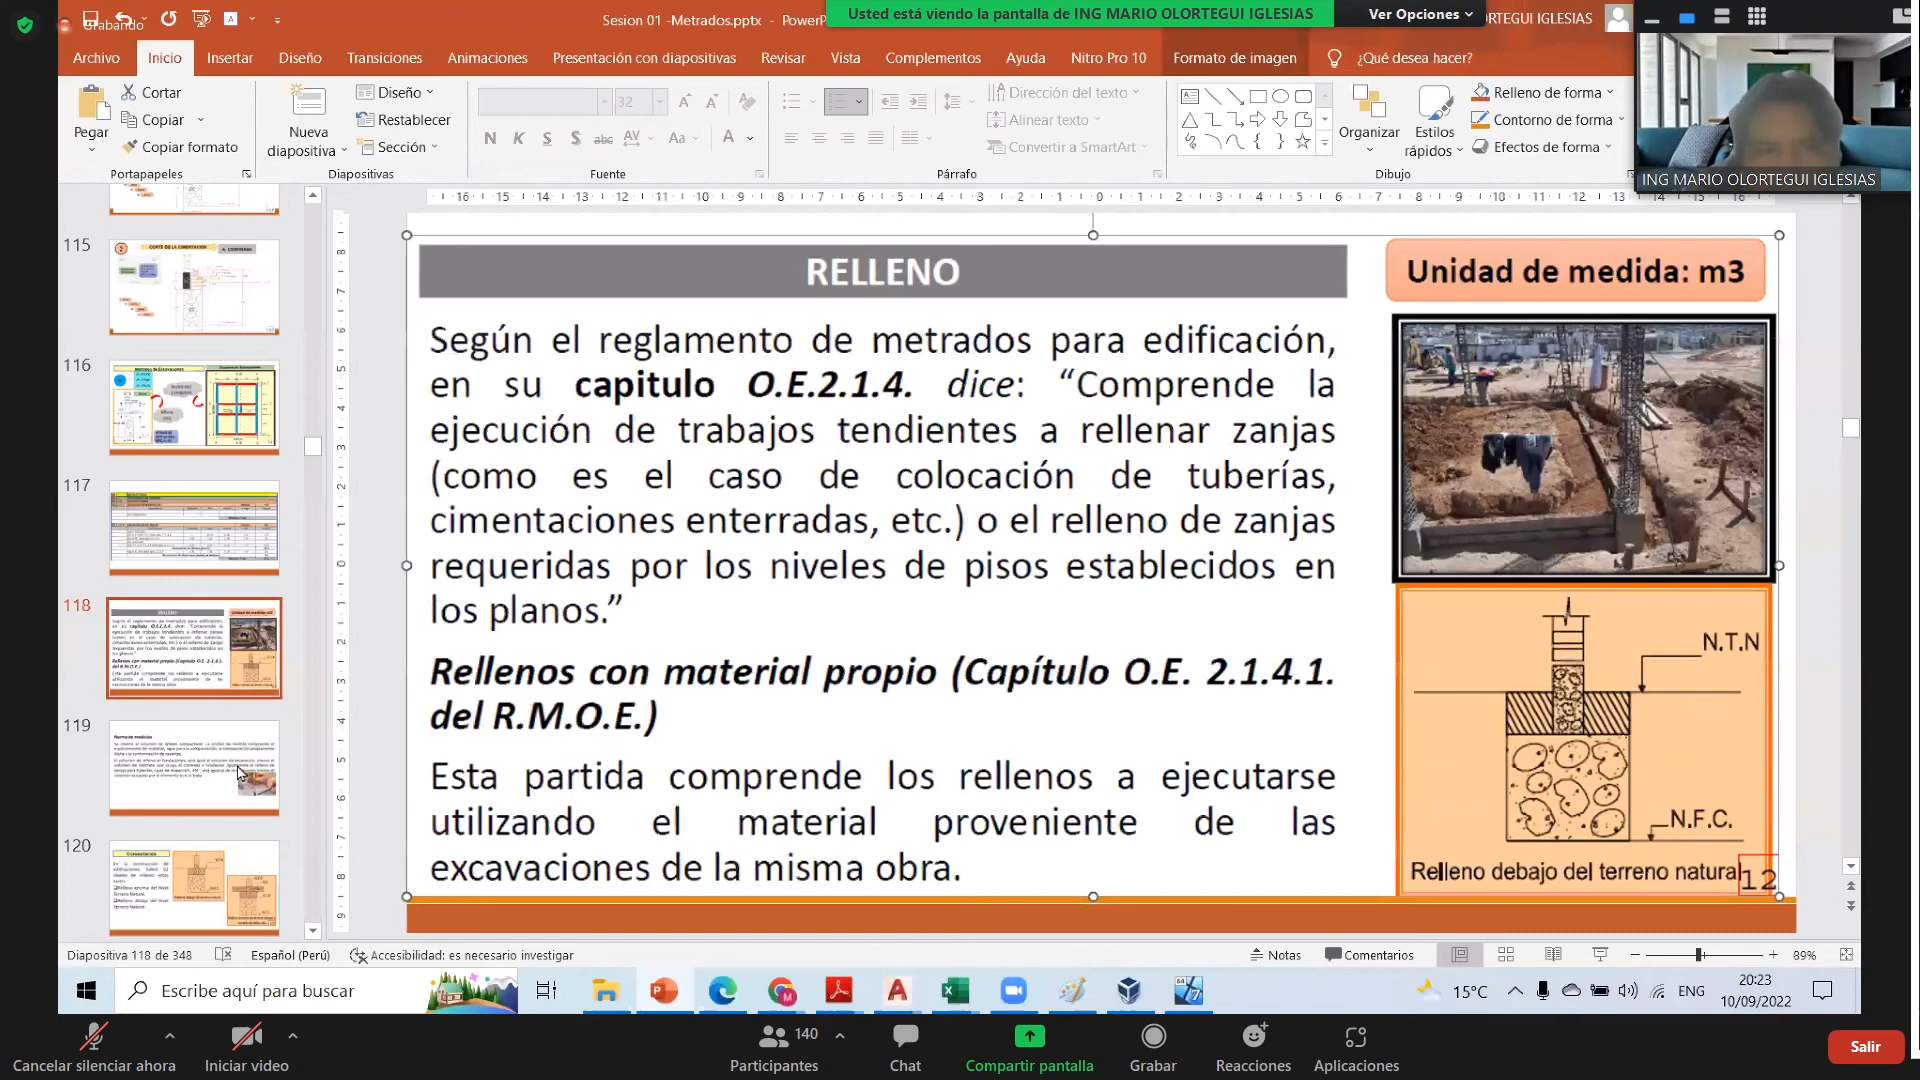 Grabando
Sesion 01 -Metrados.pptx - PowerP
Usted está viendo la pantalla de ING MARIO OLORTEGUI IGLESIAS
Ver Opciones
RTEGUI IGLESIAS
Archivo Inicio Insertar Diseño Transiciones Animaciones Presentación con diapositivas Revisar Vista Complementos Ayuda Nitro Pro 10 Formato de imagen ¿Qué desea hacer?
Pegar
Cortar
Copiar
Copiar formato
Portapapeles
Nueva
diapositiva
Diseño
Restablecer
Sección
Diapositivas
32
N K S S abc AV Aa A
Fuente
Dirección del texto
Alinear texto
Convertir a SmartArt
Párrafo
Organizar
Estilos
rápidos
Relleno de forma
Contorno de forma
Efectos de forma
Dibujo
ING MARIO OLORTEGUI IGLESIAS
115
116
117
118
119
120
RELLENO
Unidad de medida: m3
Según el reglamento de metrados para edificación,
en su capitulo O.E.2.1.4. dice: “Comprende la
ejecución de trabajos tendientes a rellenar zanjas
(como es el caso de colocación de tuberías,
cimentaciones enterradas, etc.) o el relleno de zanjas
requeridas por los niveles de pisos establecidos en
los planos.”
Rellenos con material propio (Capítulo O.E. 2.1.4.1.
del R.M.O.E.)
Esta partida comprende los rellenos a ejecutarse
utilizando el material proveniente de las
excavaciones de la misma obra.
N.T.N
N.F.C.
Relleno debajo del terreno natural
12
Diapositiva 118 de 348 Español (Perú) Accesibilidad: es necesario investigar
Notas Comentarios 89%
Escribe aquí para buscar
15°C ENG
20:23
10/09/2022
Cancelar silenciar ahora
Iniciar video
140
Participantes
Chat
Compartir pantalla
Grabar
Reacciones
Aplicaciones
Salir